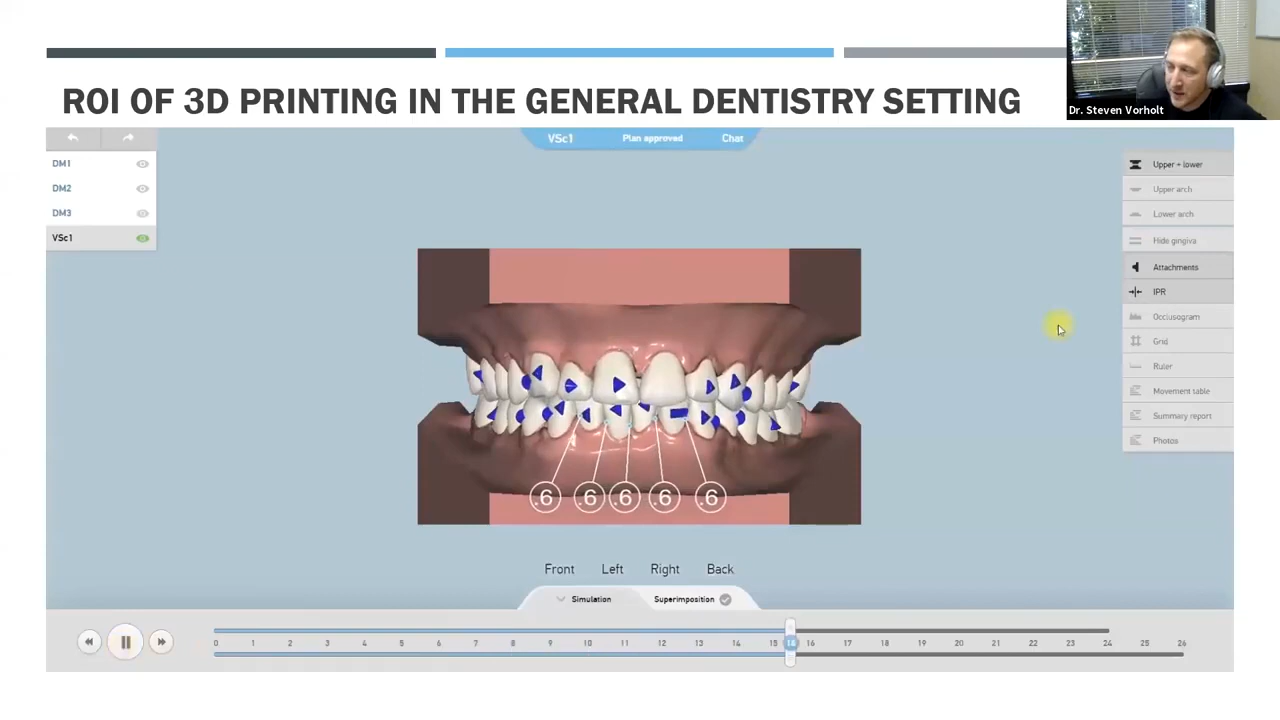 Dr. Steven Vorholt
ROI OF 3D PRINTING IN THE GENERAL DENTISTRY SETTING
VSc1 Plan approved Chat
DM1
DM2
DM3
VSc1
Upper + lower
Upper arch
Lower arch
Hide gingiva
Attachments
IPR
Occlusogram
Grid
Ruler
Movement table
Summary report
Photos
.6 .6 .6 .6 .6
Front Left Right Back
Simulation Superimposition
0 1 2 3 4 5 6 7 8 9 10 11 12 13 14 15 16 17 18 19 20 21 22 23 24 25 26